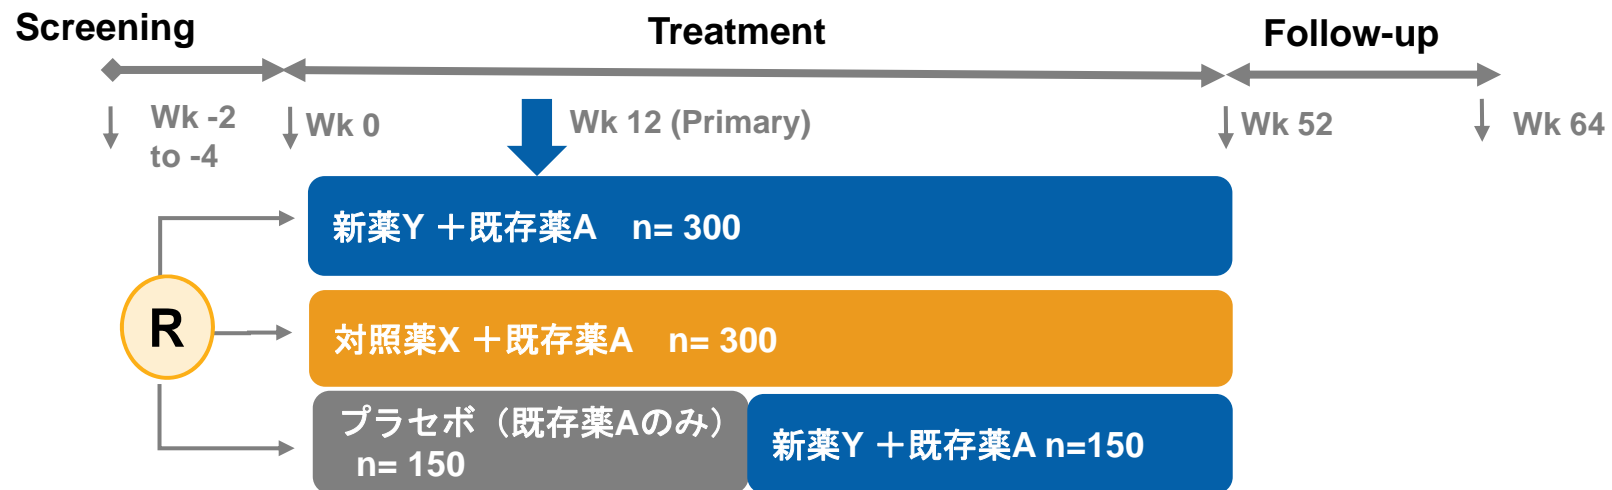 Screening
Treatment
Follow-up
Wk -2
to -4
Wk 0
Wk 12 (Primary)
Wk 52
Wk 64
新薬Y ＋既存薬A n= 300
R
対照薬X ＋既存薬A n= 300
プラセボ（既存薬Aのみ）
n= 150
新薬Y ＋既存薬A n=150